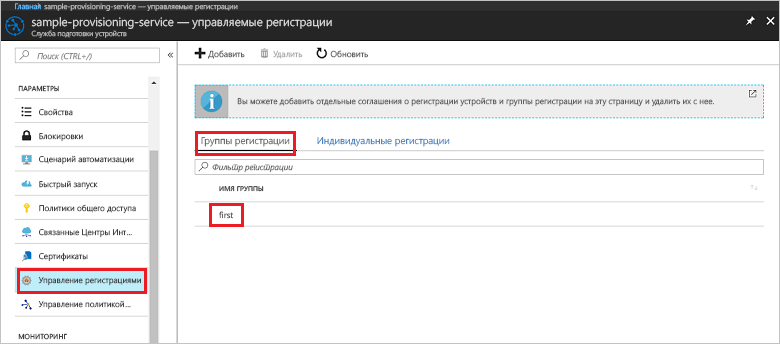 Главная sample-provisioning-service — управляемые регистрации
sample-provisioning-service — управляемые регистрации
Служба подготовки устройств
Поиск (CTRL+/)
«
Добавить
Удалить
Обновить
ПАРАМЕТРЫ
Свойства
Блокировки
Сценарий автоматизации
Быстрый запуск
Политики общего доступа
Связанные Центры Инт...
Сертификаты
Управление регистрациями
Управление политикой...
МОНИТОРИНГ
Вы можете добавить отдельные соглашения о регистрации устройств и группы регистрации на эту страницу и удалить их с нее.
Группы регистрации
Индивидуальные регистрации
Фильтр регистрации
ИМЯ ГРУППЫ
first